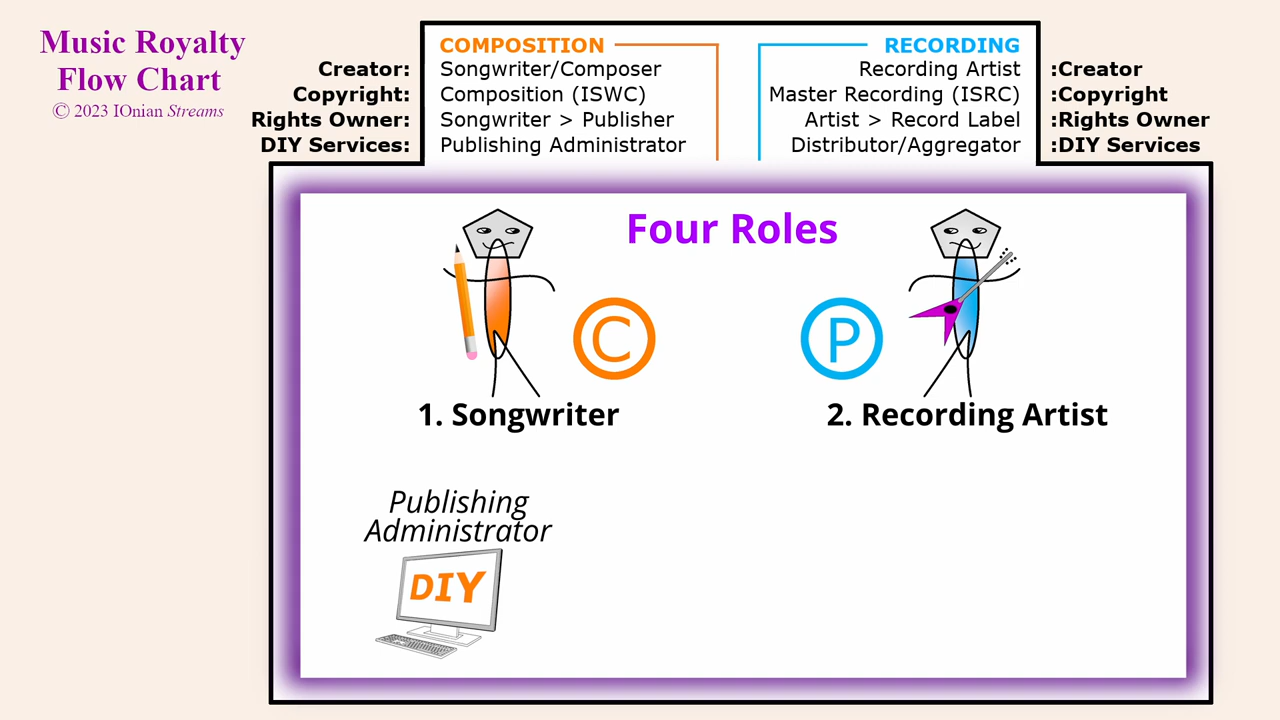 Music Royalty
Flow Chart
© 2023 IOnian Streams
COMPOSITION
RECORDING
Creator: Songwriter/Composer
Copyright: Composition (ISWC)
Rights Owner: Songwriter > Publisher
DIY Services: Publishing Administrator
Recording Artist :Creator
Master Recording (ISRC) :Copyright
Artist > Record Label :Rights Owner
Distributor/Aggregator :DIY Services
Four Roles
C
P
1. Songwriter
2. Recording Artist
Publishing
Administrator
DIY